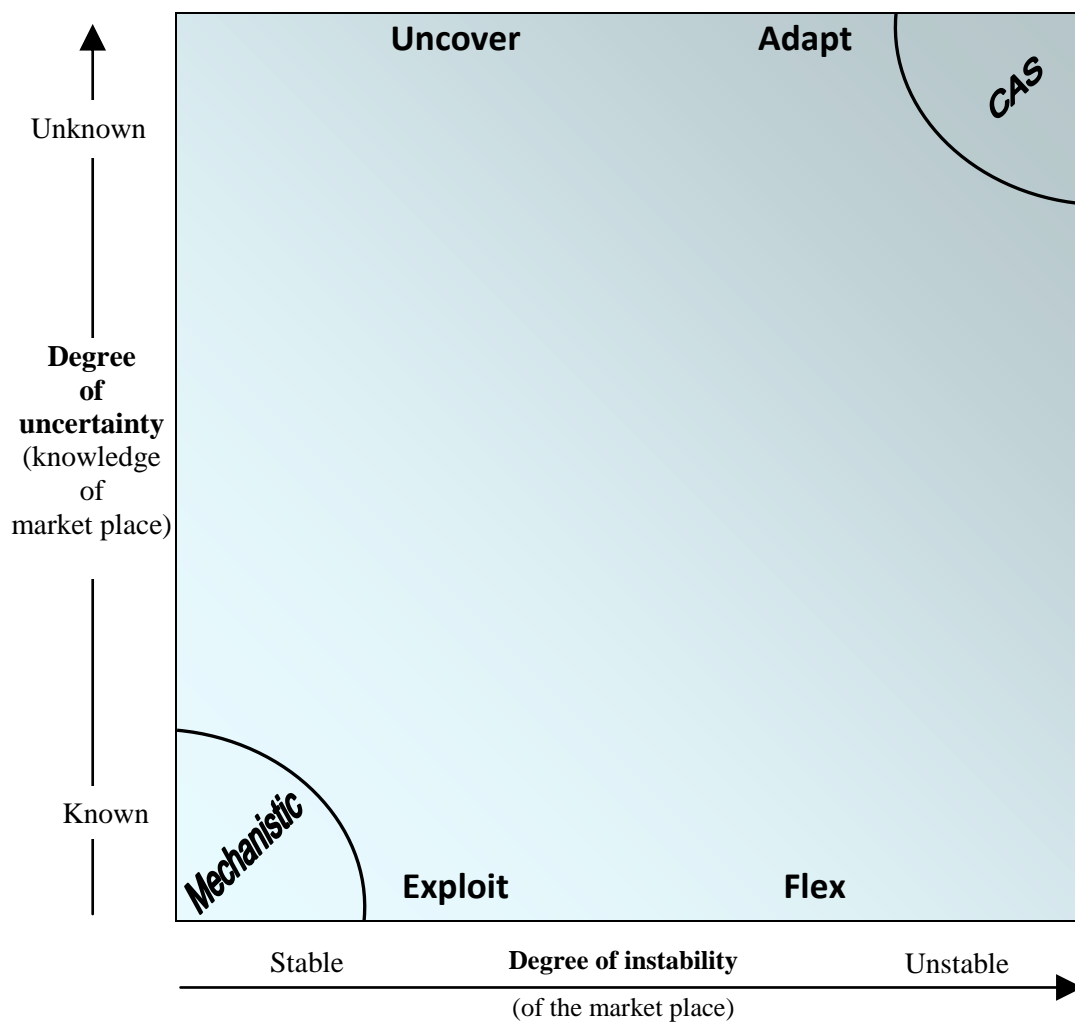 Uncover
Adapt
CAS
Unknown
Degree
of
uncertainty
(knowledge
of
market place)
Known
Mechanistic
Exploit
Flex
Stable
Degree of instability
Unstable
(of the market place)